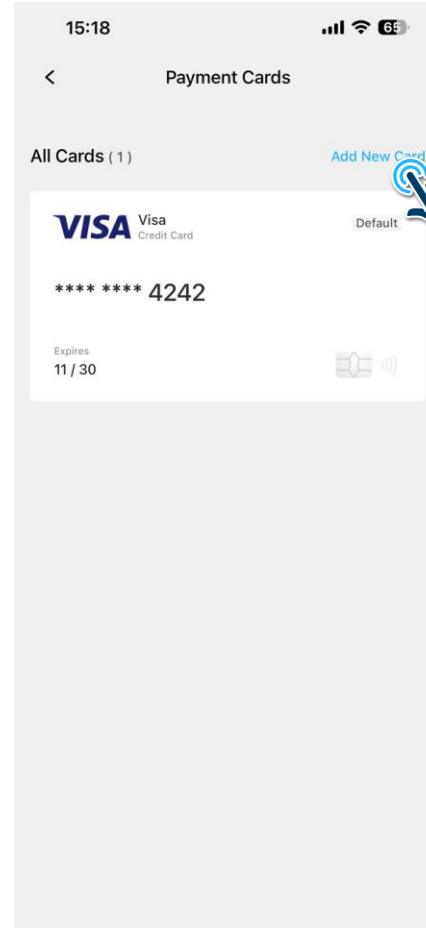 15:18 65
Payment Cards
All Cards ( 1 ) Add New Card
VISA Visa Default
Credit Card
**** **** 4242
Expires
11 / 30